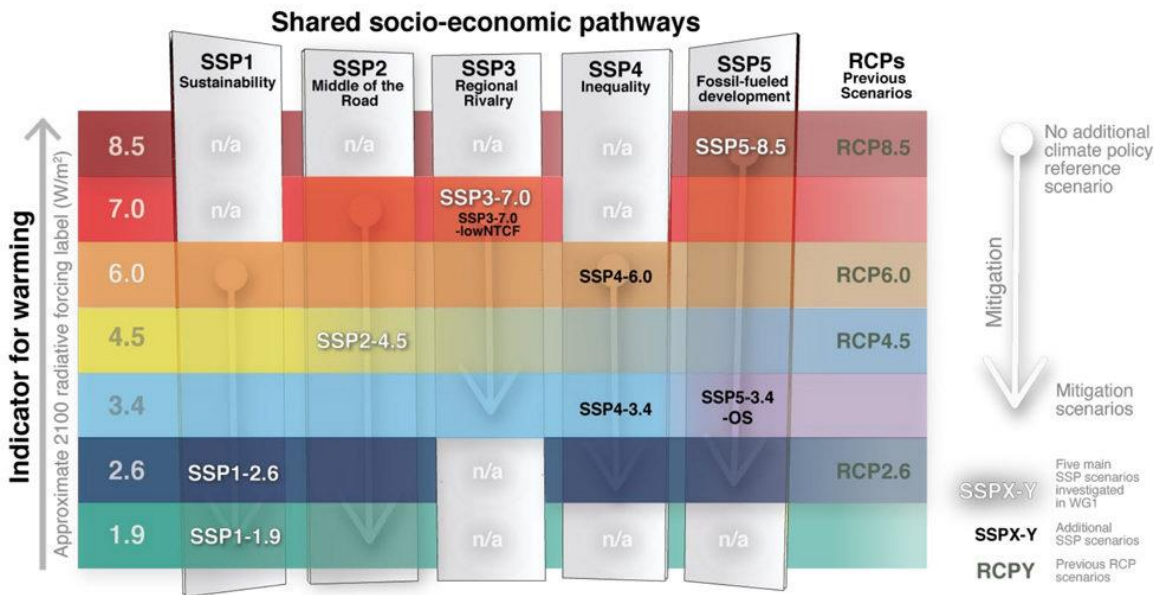 Shared socio-economic pathways
SSP1
Sustainability
SSP2
Middle of the
Road
SSP3
Regional
Rivalry
SSP4
Inequality
SSP5
Fossil-fueled
development
RCPs
Previous
Scenarios
Indicator for warming
Approximate 2100 radiative forcing label (W/m²)
8.5
n/a
n/a
n/a
n/a
SSP5-8.5
RCP8.5
7.0
n/a
SSP3-7.0
SSP3-7.0
-lowNTCF
n/a
6.0
SSP4-6.0
RCP6.0
4.5
SSP2-4.5
RCP4.5
3.4
SSP4-3.4
SSP5-3.4
-OS
2.6
SSP1-2.6
n/a
RCP2.6
1.9
SSP1-1.9
n/a
n/a
n/a
No additional
climate policy
reference
scenario
Mitigation
Mitigation
scenarios
SSPX-Y
Five main
SSP scenarios
investigated
in WG1
SSPX-Y
Additional
SSP scenarios
RCPY
Previous RCP
scenarios